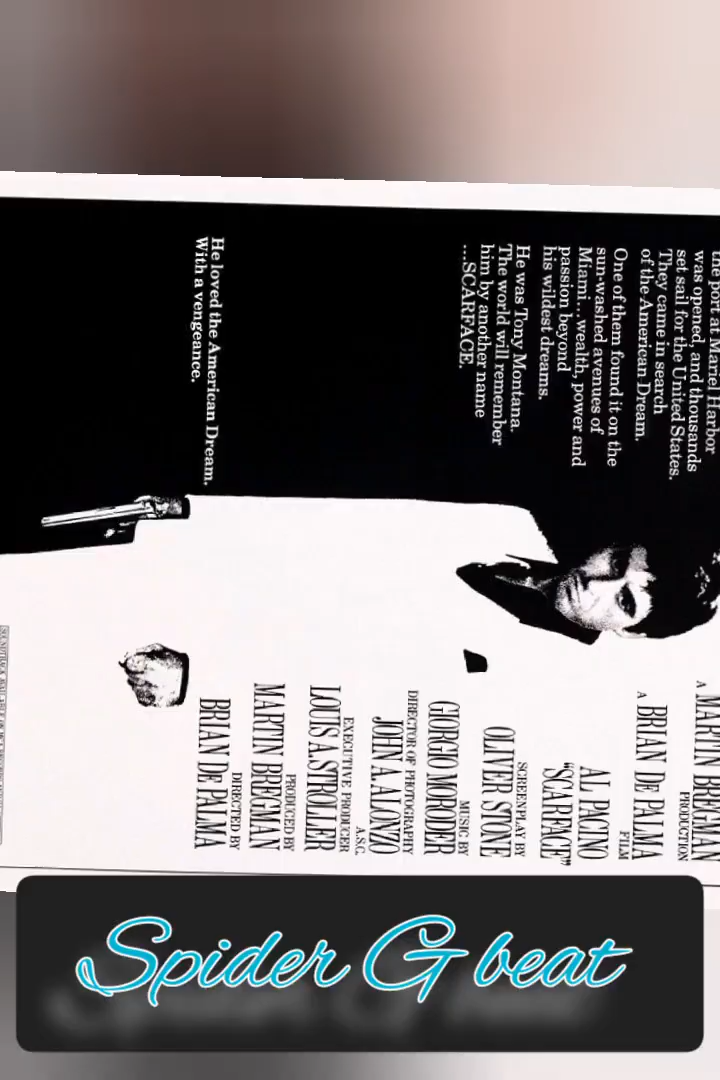 the port at Mariel Harbor
was opened, and thousands
set sail for the United States.
They came in search
of the American Dream.
One of them found it on the
sun-washed avenues of
Miami...wealth, power and
passion beyond
his wildest dreams.
He was Tony Montana.
The world will remember
him by another name
...SCARFACE.
He loved the American Dream.
With a vengeance.
A MARTIN BREGMAN
PRODUCTION
A BRIAN DE PALMA
FILM
AL PACINO
"SCARFACE"
SCREENPLAY BY
OLIVER STONE
MUSIC BY
GIORGIO MORODER
DIRECTOR OF PHOTOGRAPHY
JOHN A. ALONZO A.S.C.
EXECUTIVE PRODUCER
LOUIS A. STROLLER
PRODUCED BY
MARTIN BREGMAN
DIRECTED BY
BRIAN DE PALMA
Spider G beat